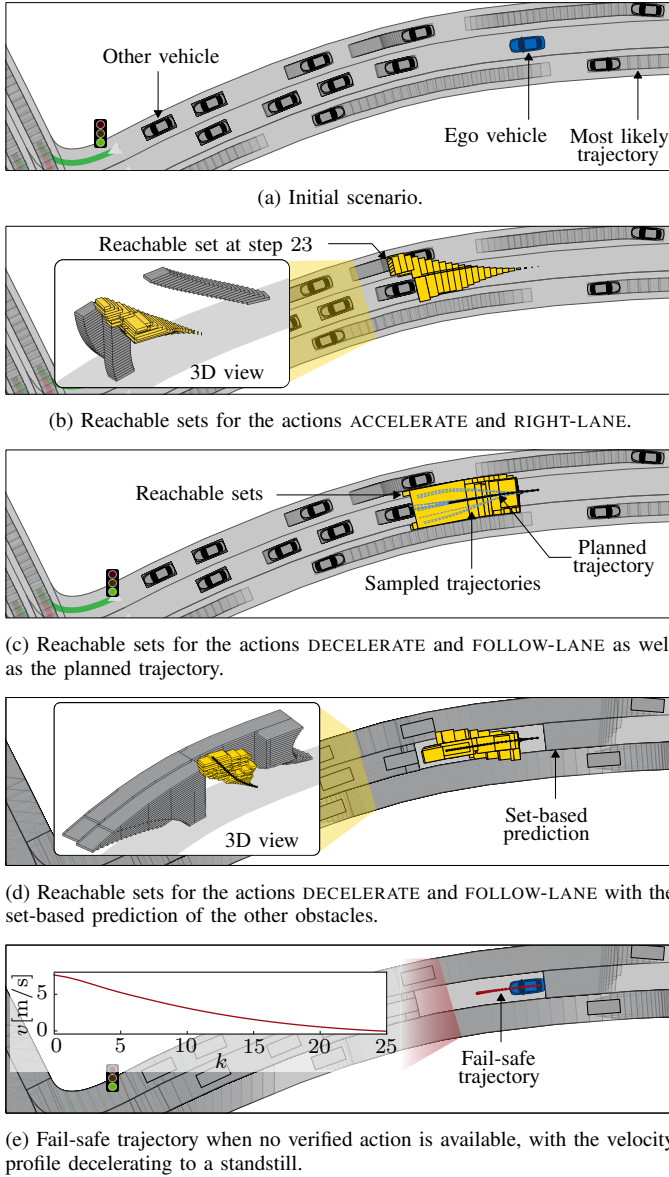 Other vehicle
Ego vehicle
Most likely
trajectory
(a) Initial scenario.
Reachable set at step 23
3D view
(b) Reachable sets for the actions ACCELERATE and RIGHT-LANE.
Reachable sets
Planned
trajectory
Sampled trajectories
(c) Reachable sets for the actions DECELERATE and FOLLOW-LANE as well
as the planned trajectory.
3D view
Set-based
prediction
(d) Reachable sets for the actions DECELERATE and FOLLOW-LANE with the
set-based prediction of the other obstacles.
v[m/s]
5
0
0 5 10 15 20 25
k
Fail-safe
trajectory
(e) Fail-safe trajectory when no verified action is available, with the velocity
profile decelerating to a standstill.